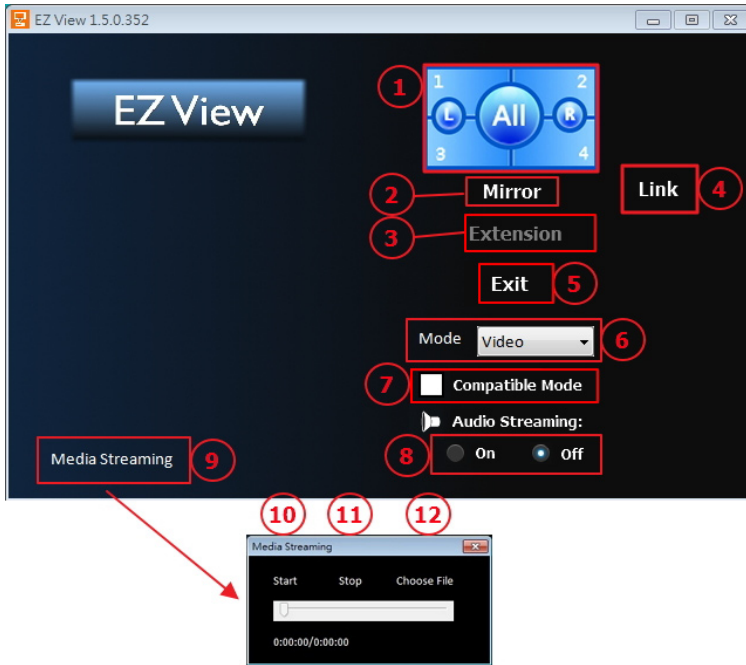 EZ View 1.5.0.352
EZ View
1
1 2
L All R
3 4
2 Mirror
Link 4
3 Extension
Exit 5
Mode Video 6
7 Compatible Mode
Audio Streaming:
8 On Off
Media Streaming 9
10 11 12
Media Streaming
Start Stop Choose File
0:00:00/0:00:00